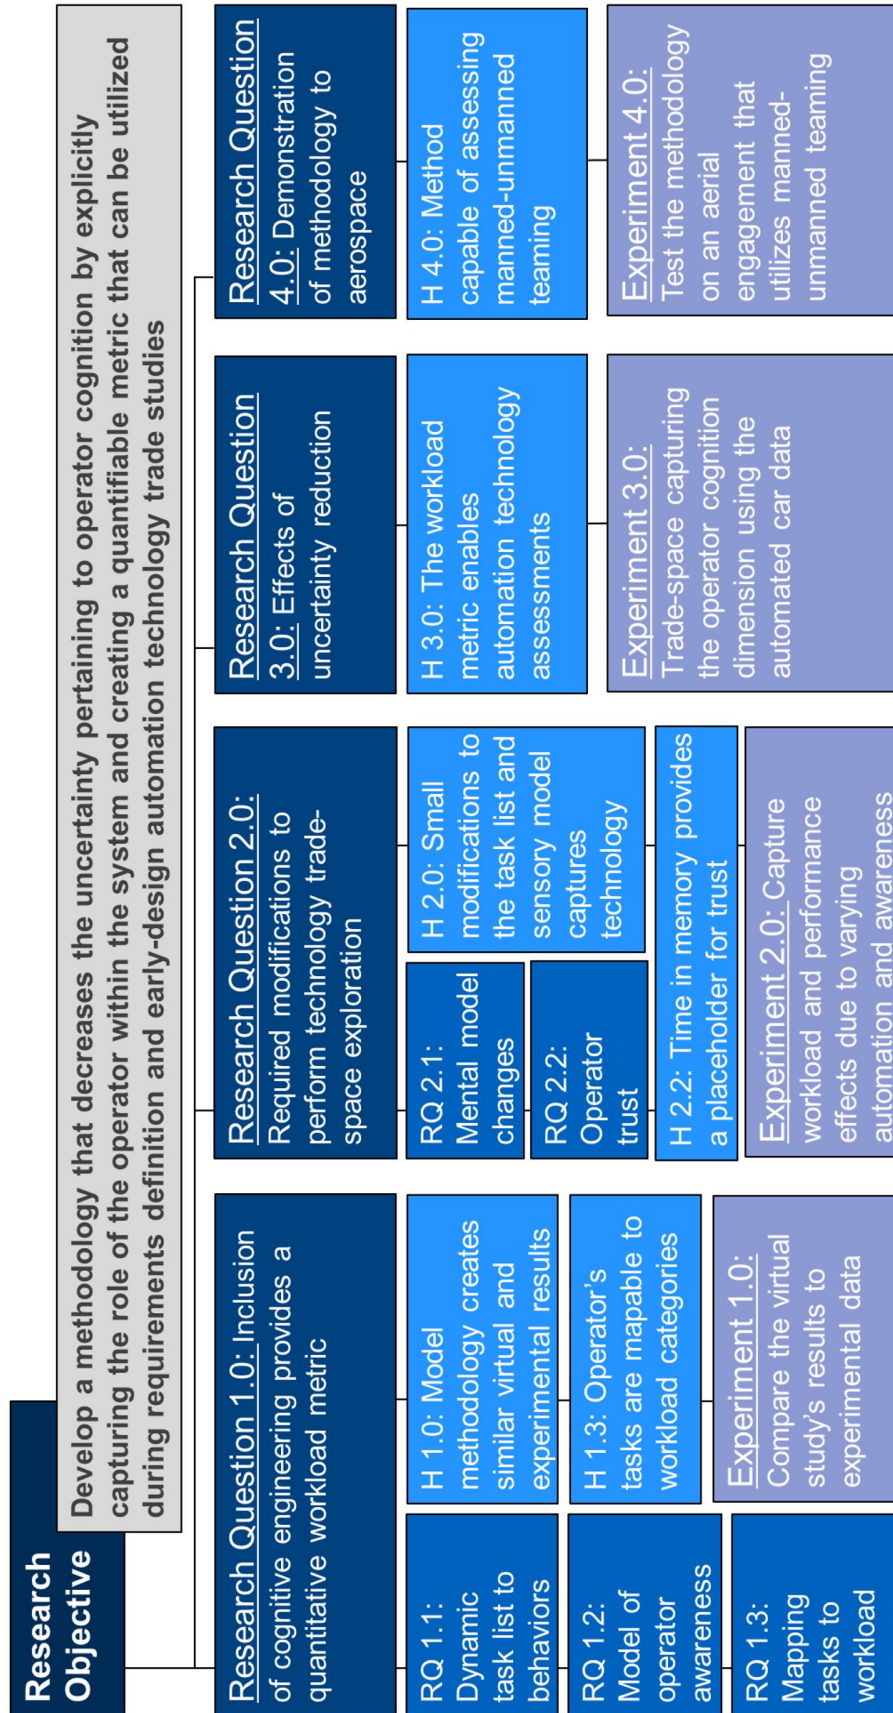 Research
Objective
Develop a methodology that decreases the uncertainty pertaining to operator cognition by explicitly
capturing the role of the operator within the system and creating a quantifiable metric that can be utilized
during requirements definition and early-design automation technology trade studies
Research Question 1.0: Inclusion
of cognitive engineering provides a
quantitative workload metric
RQ 1.1:
Dynamic
task list to
behaviors
RQ 1.2:
Model of
operator
awareness
RQ 1.3:
Mapping
tasks to
workload
H 1.0: Model
methodology creates
similar virtual and
experimental results
H 1.3: Operator's
tasks are mapable to
workload categories
Experiment 1.0:
Compare the virtual
study's results to
experimental data
Research Question 2.0:
Required modifications to
perform technology trade-
space exploration
RQ 2.1:
Mental model
changes
RQ 2.2:
Operator
trust
H 2.0: Small
modifications to
the task list and
sensory model
captures
technology
H 2.2: Time in memory provides
a placeholder for trust
Experiment 2.0: Capture
workload and performance
effects due to varying
automation and awareness
Research Question
3.0: Effects of
uncertainty reduction
H 3.0: The workload
metric enables
automation technology
assessments
Experiment 3.0:
Trade-space capturing
the operator cognition
dimension using the
automated car data
Research Question
4.0: Demonstration
of methodology to
aerospace
H 4.0: Method
capable of assessing
manned-unmanned
teaming
Experiment 4.0:
Test the methodology
on an aerial
engagement that
utilizes manned-
unmanned teaming